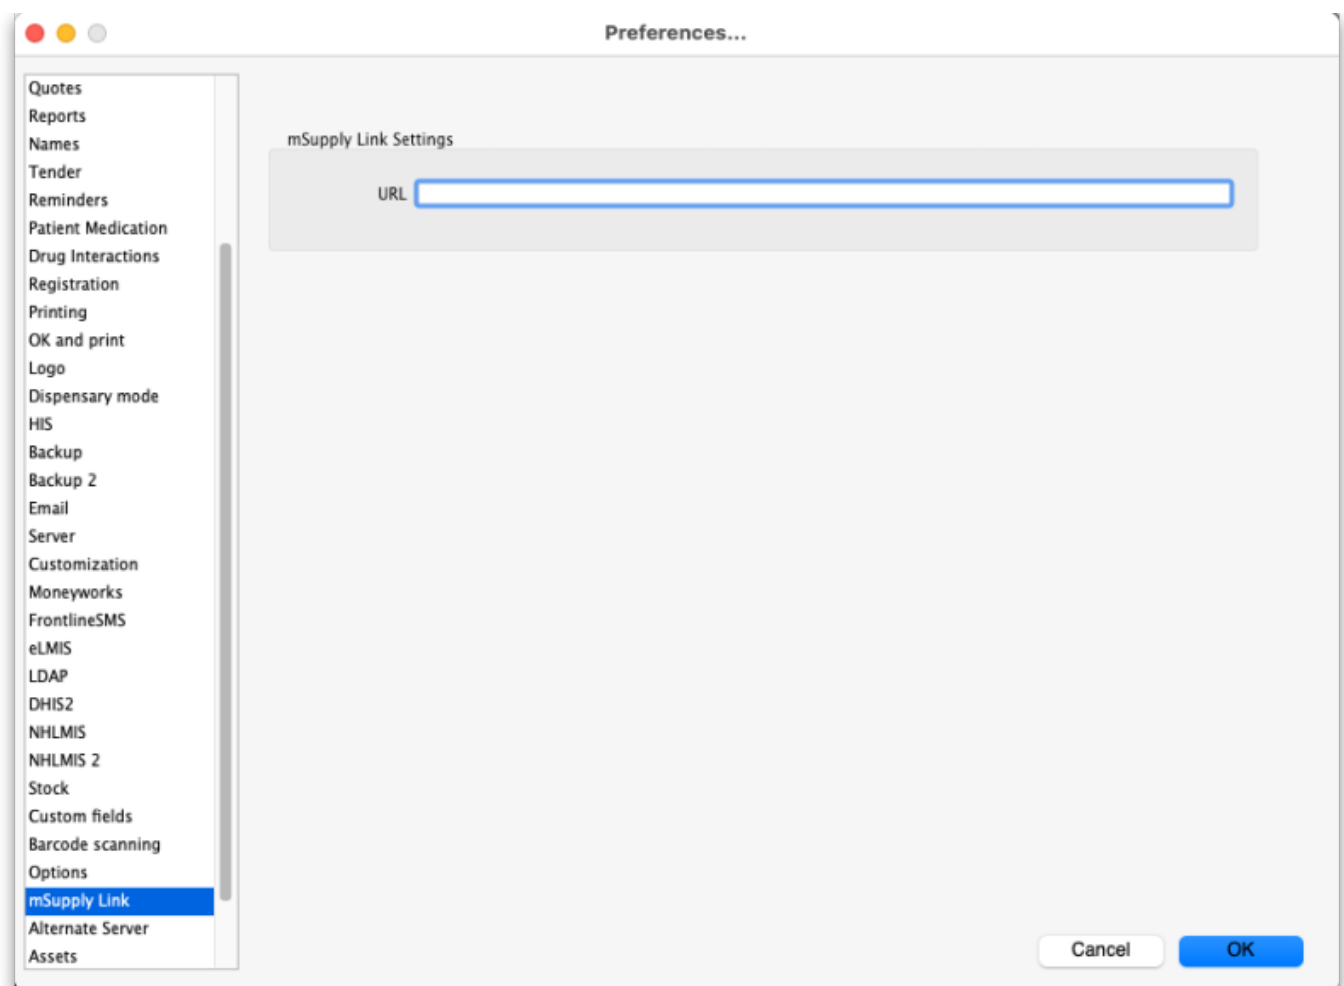 Preferences...
Quotes
Reports
Names
Tender
Reminders
Patient Medication
Drug Interactions
Registration
Printing
OK and print
Logo
Dispensary mode
HIS
Backup
Backup 2
Email
Server
Customization
Moneyworks
FrontlineSMS
eLMIS
LDAP
DHIS2
NHLMIS
NHLMIS 2
Stock
Custom fields
Barcode scanning
Options
mSupply Link
Alternate Server
Assets
mSupply Link Settings
URL
Cancel
OK